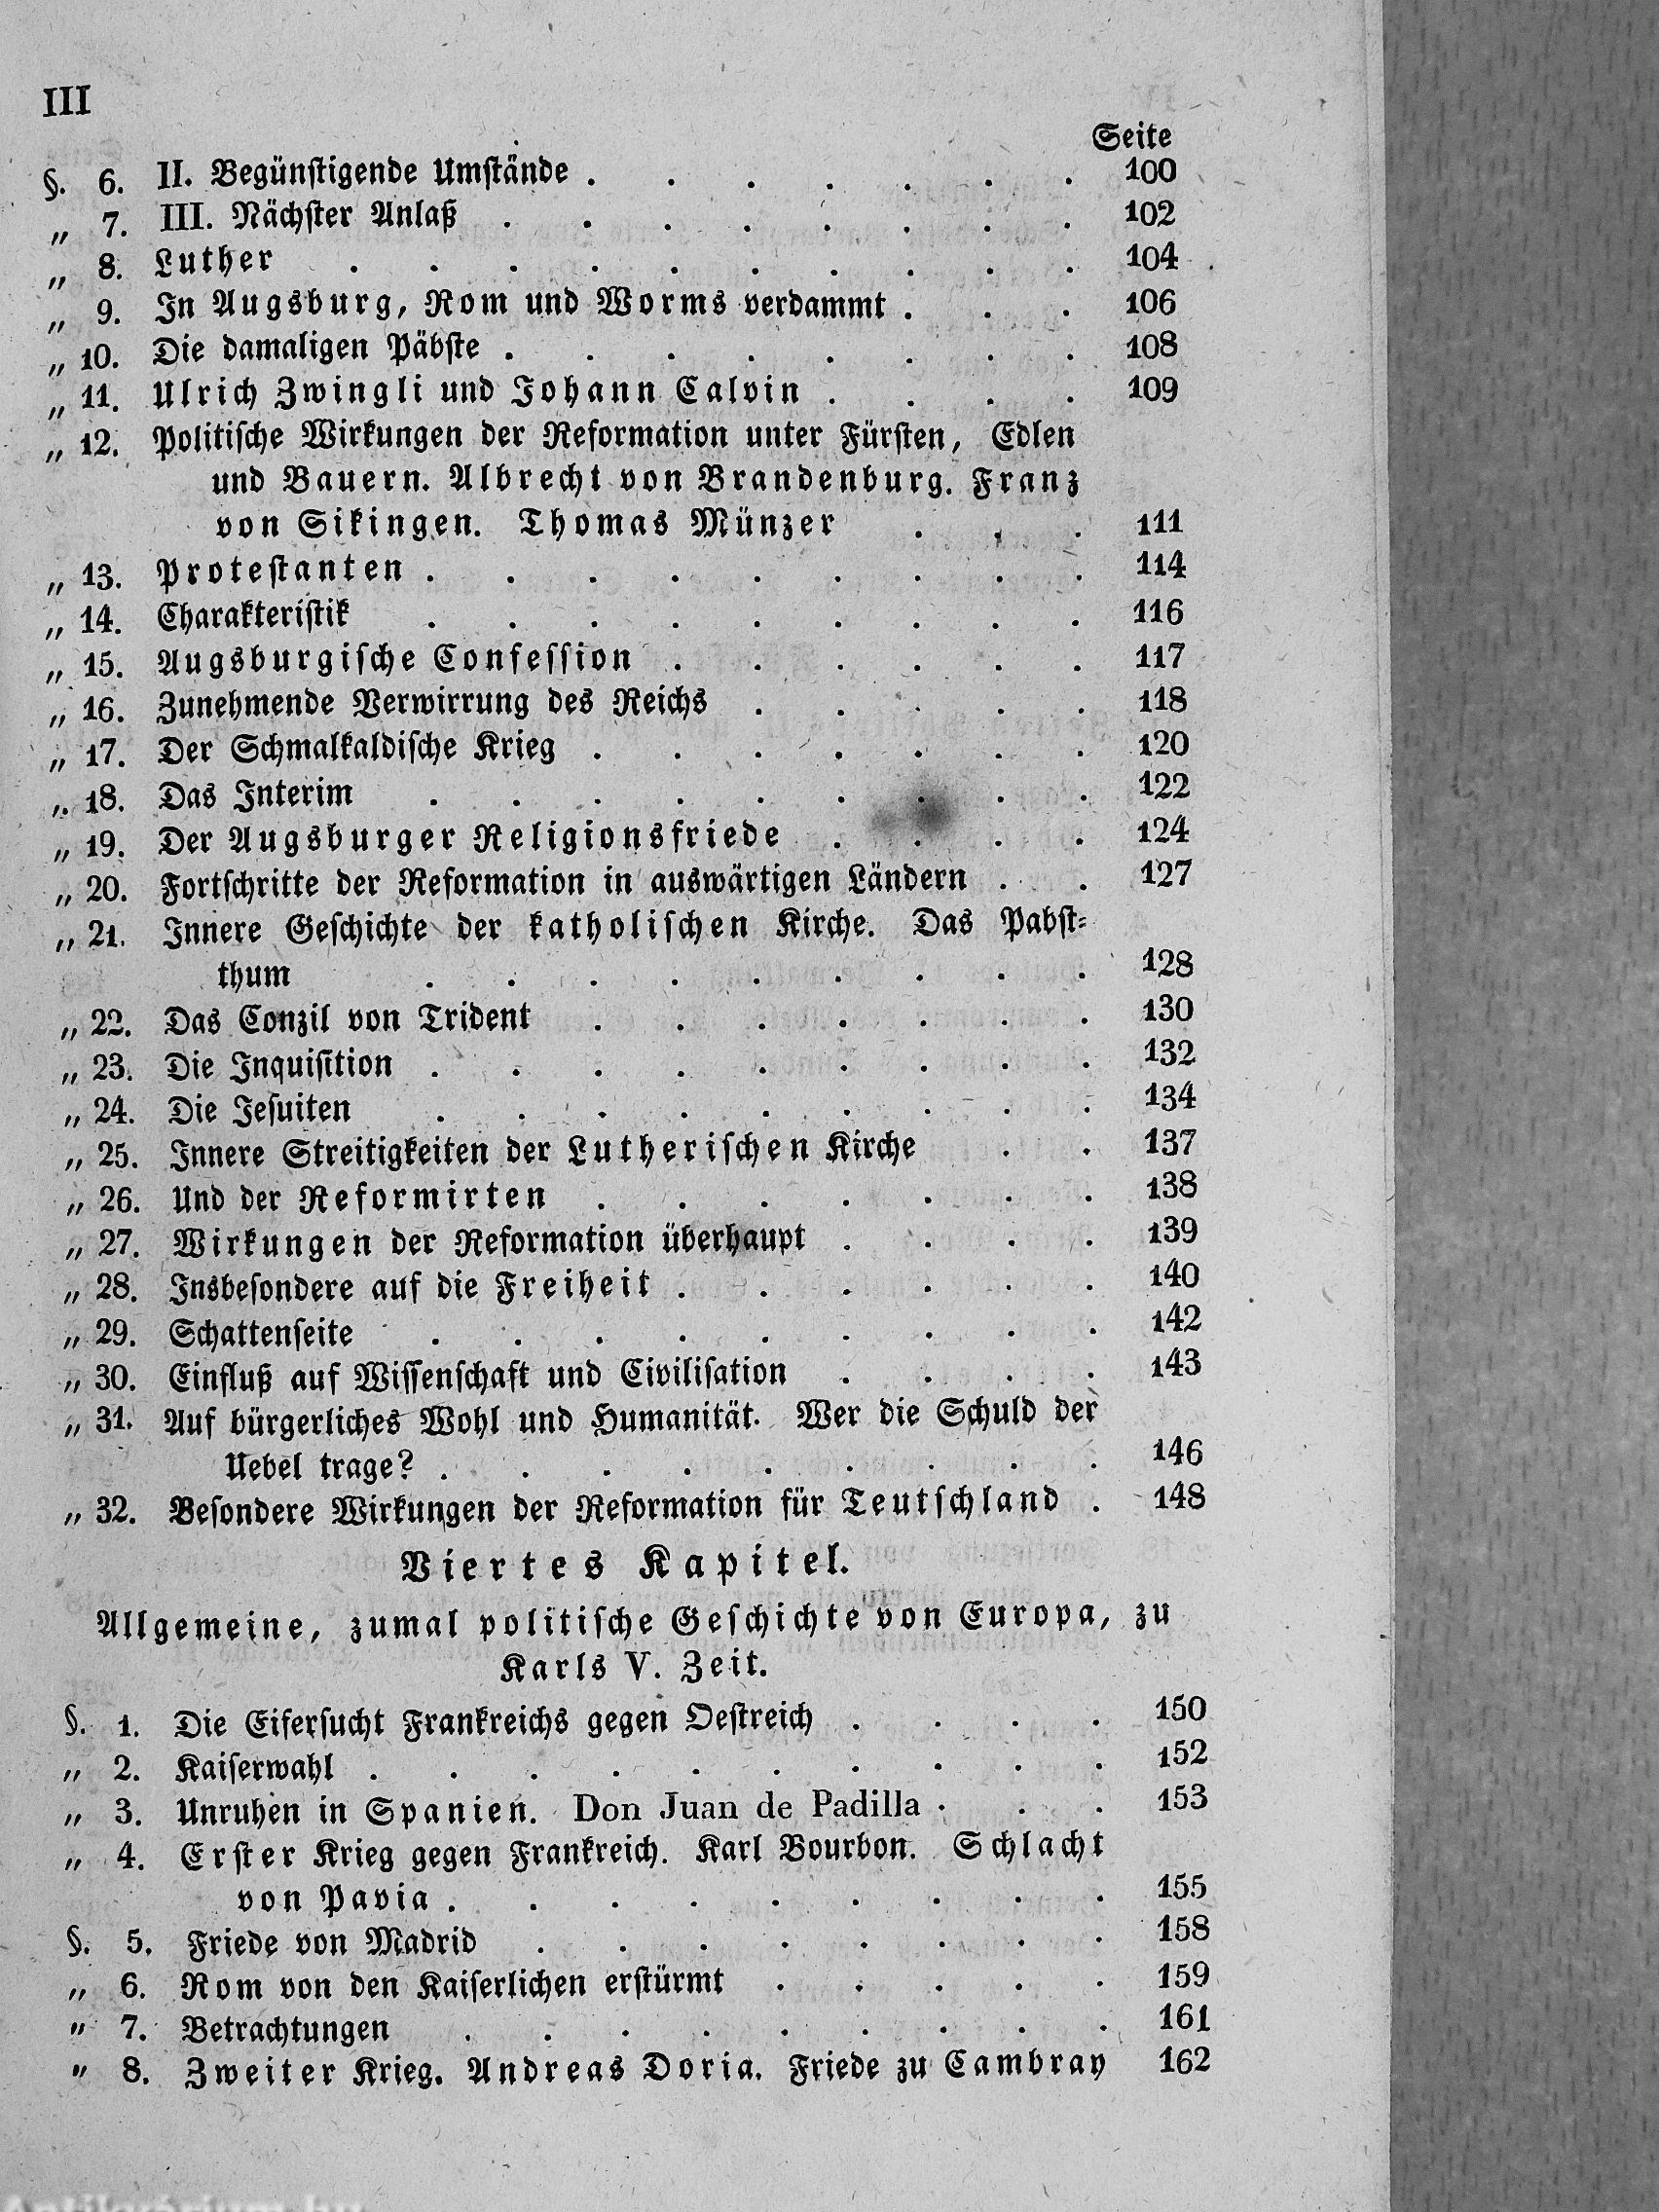 III
Seite
§. 6. II. Begünstigende Umstände . . . . . . . 100
„ 7. III. Nächster Anlaß . . . . . . . . 102
„ 8. Luther . . . . . . . . . . 104
„ 9. In Augsburg, Rom und Worms verdammt . . . 106
„ 10. Die damaligen Päbste . . . . . . . . 108
„ 11. Ulrich Zwingli und Johann Calvin . . . . 109
„ 12. Politische Wirkungen der Reformation unter Fürsten, Edlen
und Bauern. Albrecht von Brandenburg. Franz
von Sikingen. Thomas Münzer . . . 111
„ 13. Protestanten . . . . . . . . . 114
„ 14. Charakteristik . . . . . . . . . 116
„ 15. Augsburgische Confession . . . . . . 117
„ 16. Zunehmende Verwirrung des Reichs . . . . . 118
„ 17. Der Schmalkaldische Krieg . . . . . . . 120
„ 18. Das Interim . . . . . . . . . 122
„ 19. Der Augsburger Religionsfriede . . . . 124
„ 20. Fortschritte der Reformation in auswärtigen Ländern . . 127
„ 21. Innere Geschichte der katholischen Kirche. Das Pabst-
thum . . . . . . . . . 128
„ 22. Das Conzil von Trident . . . . . . . 130
„ 23. Die Inquisition . . . . . . . . . 132
„ 24. Die Jesuiten . . . . . . . . . 134
„ 25. Innere Streitigkeiten der Lutherischen Kirche . . 137
„ 26. Und der Reformirten . . . . . . . 138
„ 27. Wirkungen der Reformation überhaupt . . . . 139
„ 28. Insbesondere auf die Freiheit . . . . . . 140
„ 29. Schattenseite . . . . . . . . . 142
„ 30. Einfluß auf Wissenschaft und Civilisation . . . . 143
„ 31. Auf bürgerliches Wohl und Humanität. Wer die Schuld der
Uebel trage? . . . . . . . . . 146
„ 32. Besondere Wirkungen der Reformation für Teutschland . 148
Viertes Kapitel.
Allgemeine, zumal politische Geschichte von Europa, zu
Karls V. Zeit.
§. 1. Die Eifersucht Frankreichs gegen Oestreich . . . . 150
„ 2. Kaiserwahl . . . . . . . . . . 152
„ 3. Unruhen in Spanien. Don Juan de Padilla . . . 153
„ 4. Erster Krieg gegen Frankreich. Karl Bourbon. Schlacht
von Pavia . . . . . . . . . 155
§. 5. Friede von Madrid . . . . . . . . 158
„ 6. Rom von den Kaiserlichen erstürmt . . . . . 159
„ 7. Betrachtungen . . . . . . . . . 161
„ 8. Zweiter Krieg. Andreas Doria. Friede zu Cambray 162